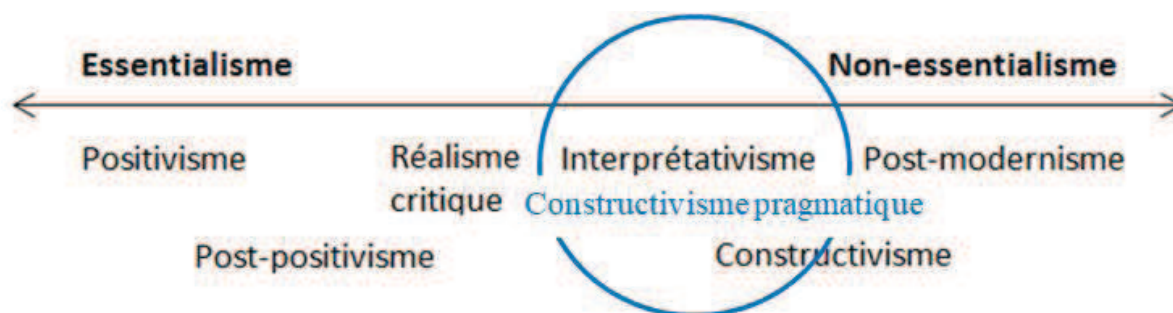 Essentialisme
Non-essentialisme
Positivisme
Réalisme
critique
Interprétativisme
Post-modernisme
Constructivisme pragmatique
Post-positivisme
Constructivisme